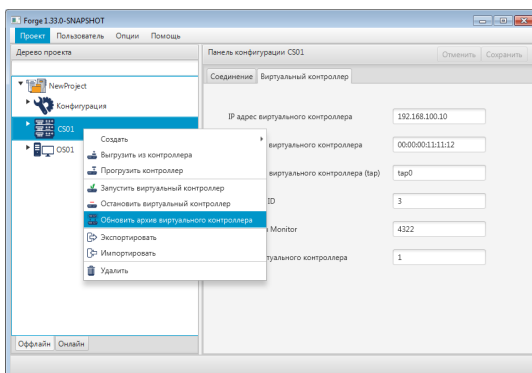 Forge 1.33.0-SNAPSHOT
Проект Пользователь Опции Помощь
Дерево проекта
Панель конфигурации CS01
Отменить Сохранить
Соединение Виртуальный контроллер
NewProject
Конфигурация
CS01
OS01
Создать
Выгрузить из контроллера
Прогрузить контроллер
Запустить виртуальный контроллер
Остановить виртуальный контроллер
Обновить архив виртуального контроллера
Экспортировать
Импортировать
Удалить
IP адрес виртуального контроллера 192.168.100.10
виртуального контроллера 00:00:00:11:11:12
виртуального контроллера (tap) tap0
ID 3
Monitor 4322
контроллера 1
Оффлайн Онлайн